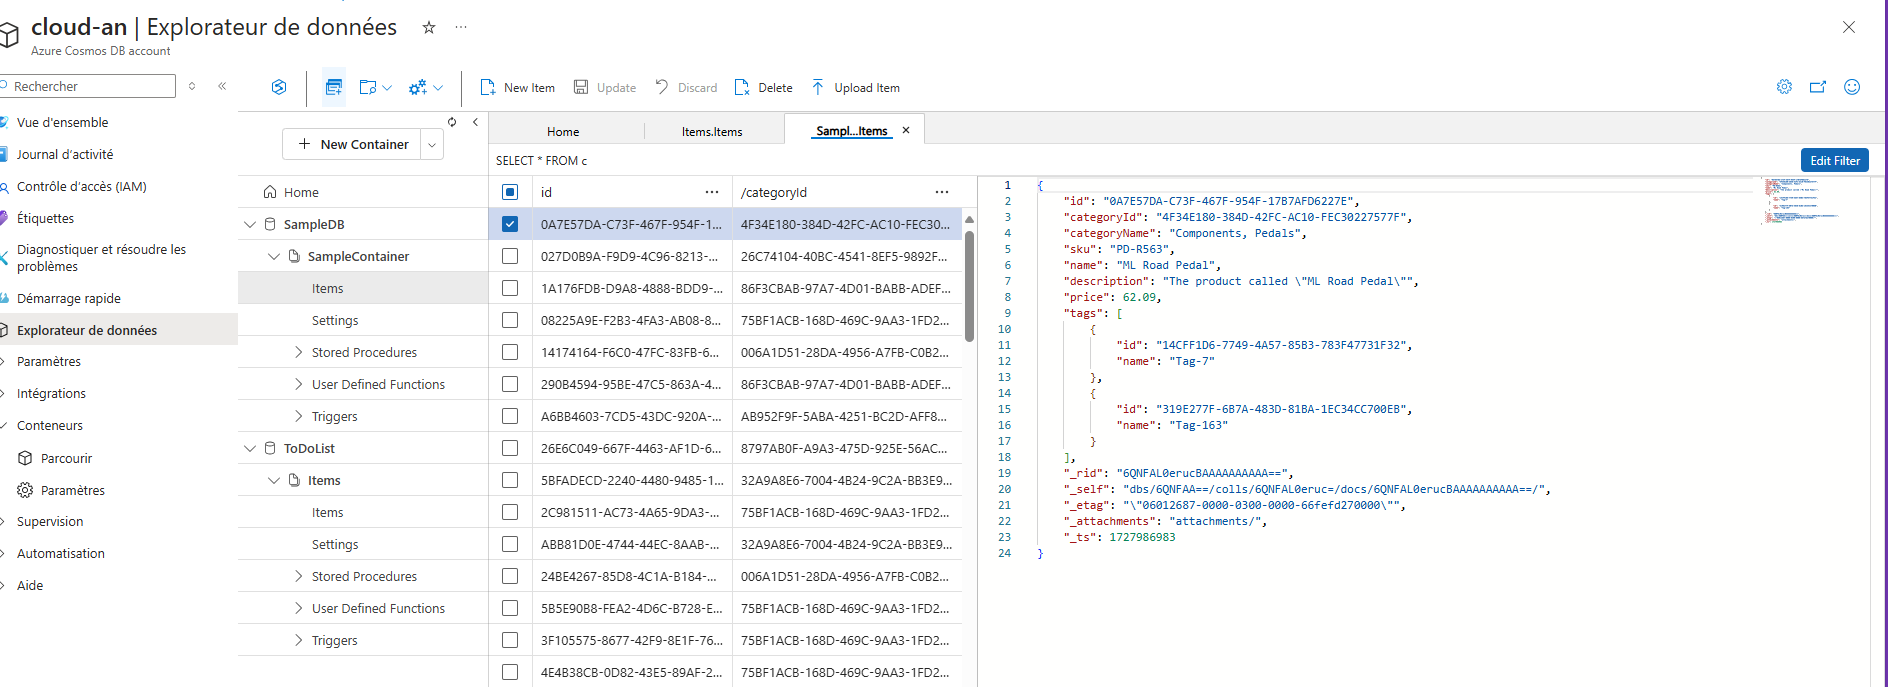 cloud-an | Explorateur de données
Azure Cosmos DB account
Rechercher
New Item
Update
Discard
Delete
Upload Item
Vue d'ensemble
Journal d'activité
Contrôle d'accès (IAM)
Étiquettes
Diagnostiquer et résoudre les
problèmes
Démarrage rapide
Explorateur de données
Paramètres
Intégrations
Conteneurs
Parcourir
Paramètres
Supervision
Automatisation
Aide
New Container
Home
SampleDB
SampleContainer
Items
Settings
Stored Procedures
User Defined Functions
Triggers
ToDoList
Items
Items
Settings
Stored Procedures
User Defined Functions
Triggers
Home
Items.Items
Sampl...Items
SELECT * FROM c
Edit Filter
id ··· /categoryId ···
0A7E57DA-C73F-467F-954F-1... 4F34E180-384D-42FC-AC10-FEC30...
027D0B9A-F9D9-4C96-8213-... 26C74104-40BC-4541-8EF5-9892F...
1A176FDB-D9A8-4888-BDD9-... 86F3CBAB-97A7-4D01-BABB-ADEF...
08225A9E-F2B3-4FA3-AB08-8... 75BF1ACB-168D-469C-9AA3-1FD2...
14174164-F6C0-47FC-83FB-6... 006A1D51-28DA-4956-A7FB-C0B2...
290B4594-95BE-47C5-863A-4... 86F3CBAB-97A7-4D01-BABB-ADEF...
A6BB4603-7CD5-43DC-920A-... AB952F9F-5ABA-4251-BC2D-AFF8...
26E6C049-667F-4463-AF1D-6... 8797AB0F-A9A3-475D-925E-56AC...
5BFADECD-2240-4480-9485-1... 32A9A8E6-7004-4B24-9C2A-BB3E9...
2C981511-AC73-4A65-9DA3-... 75BF1ACB-168D-469C-9AA3-1FD2...
ABB81D0E-4744-44EC-8AAB-... 32A9A8E6-7004-4B24-9C2A-BB3E9...
24BE4267-85D8-4C1A-B184-... 006A1D51-28DA-4956-A7FB-C0B2...
5B5E90B8-FEA2-4D6C-B728-E... 75BF1ACB-168D-469C-9AA3-1FD2...
3F105575-8677-42F9-8E1F-76... 75BF1ACB-168D-469C-9AA3-1FD2...
4E4B38CB-0D82-43E5-89AF-2... 75BF1ACB-168D-469C-9AA3-1FD2...
1 {
2 "id": "0A7E57DA-C73F-467F-954F-17B7AFD6227E",
3 "categoryId": "4F34E180-384D-42FC-AC10-FEC30227577F",
4 "categoryName": "Components, Pedals",
5 "sku": "PD-R563",
6 "name": "ML Road Pedal",
7 "description": "The product called \"ML Road Pedal\"",
8 "price": 62.09,
9 "tags": [
10 {
11 "id": "14CFF1D6-7749-4A57-85B3-783F47731F32",
12 "name": "Tag-7"
13 },
14 {
15 "id": "319E277F-6B7A-483D-81BA-1EC34CC700EB",
16 "name": "Tag-163"
17 }
18 ],
19 "_rid": "6QNFAL0erucBAAAAAAAAAA==",
20 "_self": "dbs/6QNFAA==/colls/6QNFAL0eruc=/docs/6QNFAL0erucBAAAAAAAAAA==/",
21 "_etag": "\"06012687-0000-0300-0000-66fefd270000\"",
22 "_attachments": "attachments/",
23 "_ts": 1727986983
24 }